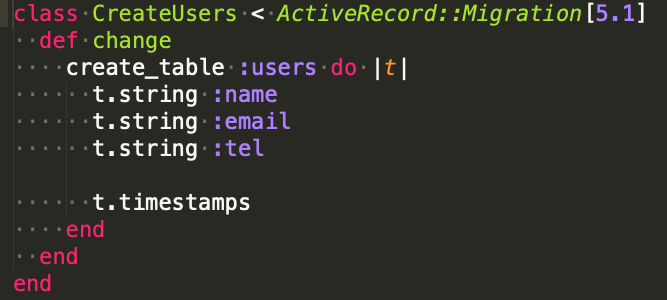 class CreateUsers < ActiveRecord::Migration[5.1]
  def change
    create_table :users do |t|
      t.string :name
      t.string :email
      t.string :tel

      t.timestamps
    end
  end
end